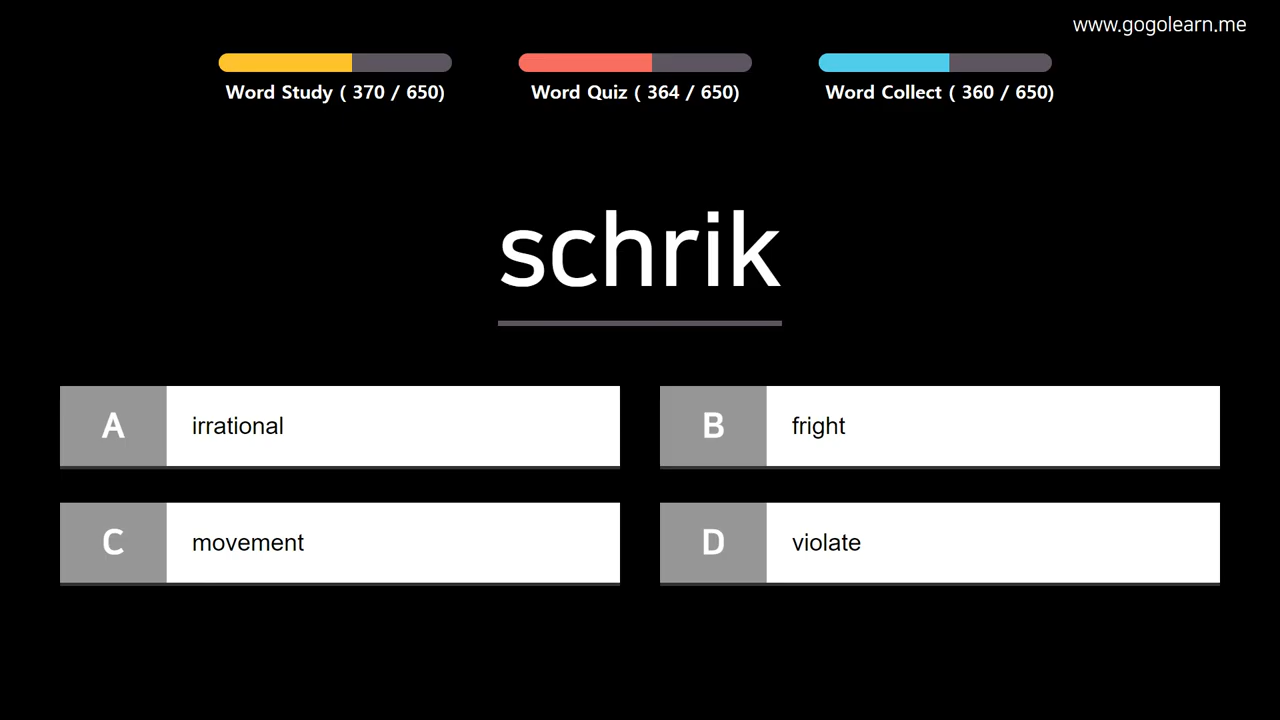 www.gogolearn.me
Word Study ( 370 / 650)
Word Quiz ( 364 / 650)
Word Collect ( 360 / 650)
schrik
A irrational
B fright
C movement
D violate